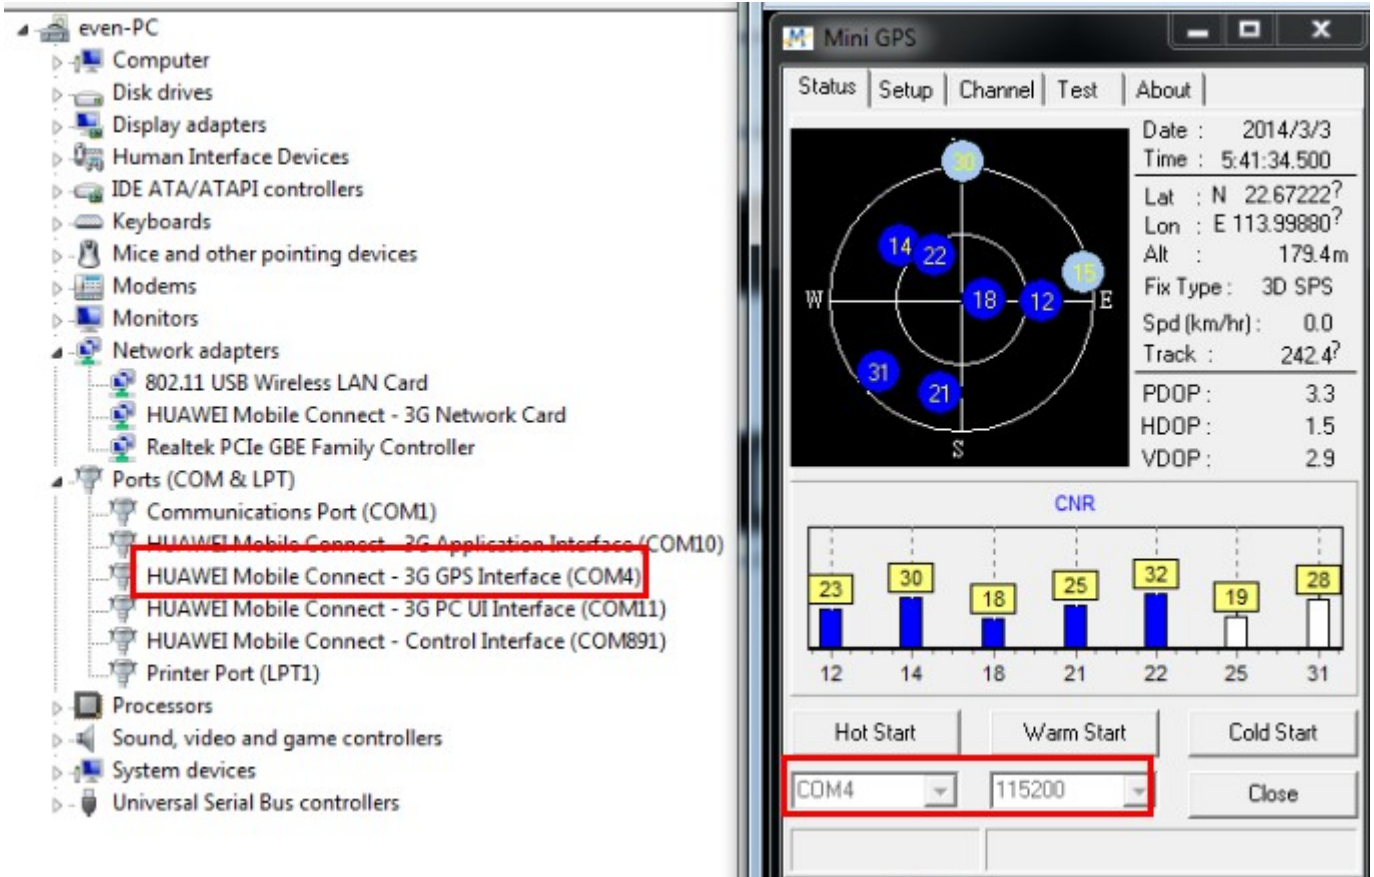 even-PC
Computer
Disk drives
Display adapters
Human Interface Devices
IDE ATA/ATAPI controllers
Keyboards
Mice and other pointing devices
Modems
Monitors
Network adapters
802.11 USB Wireless LAN Card
HUAWEI Mobile Connect - 3G Network Card
Realtek PCIe GBE Family Controller
Ports (COM & LPT)
Communications Port (COM1)
HUAWEI Mobile Connect - 3G Application Interface (COM10)
HUAWEI Mobile Connect - 3G GPS Interface (COM4)
HUAWEI Mobile Connect - 3G PC UI Interface (COM11)
HUAWEI Mobile Connect - Control Interface (COM891)
Printer Port (LPT1)
Processors
Sound, video and game controllers
System devices
Universal Serial Bus controllers
Mini GPS
Status Setup Channel Test About
30
14 22
15
W 18 12 E
31
21
S
Date : 2014/3/3
Time : 5:41:34.500
Lat : N 22.67222?
Lon : E 113.99880?
Alt : 179.4m
Fix Type : 3D SPS
Spd (km/hr) : 0.0
Track : 242.4?
PDOP : 3.3
HDOP : 1.5
VDOP : 2.9
CNR
23 30 18 25 32 19 28
12 14 18 21 22 25 31
Hot Start Warm Start Cold Start
COM4 115200 Close